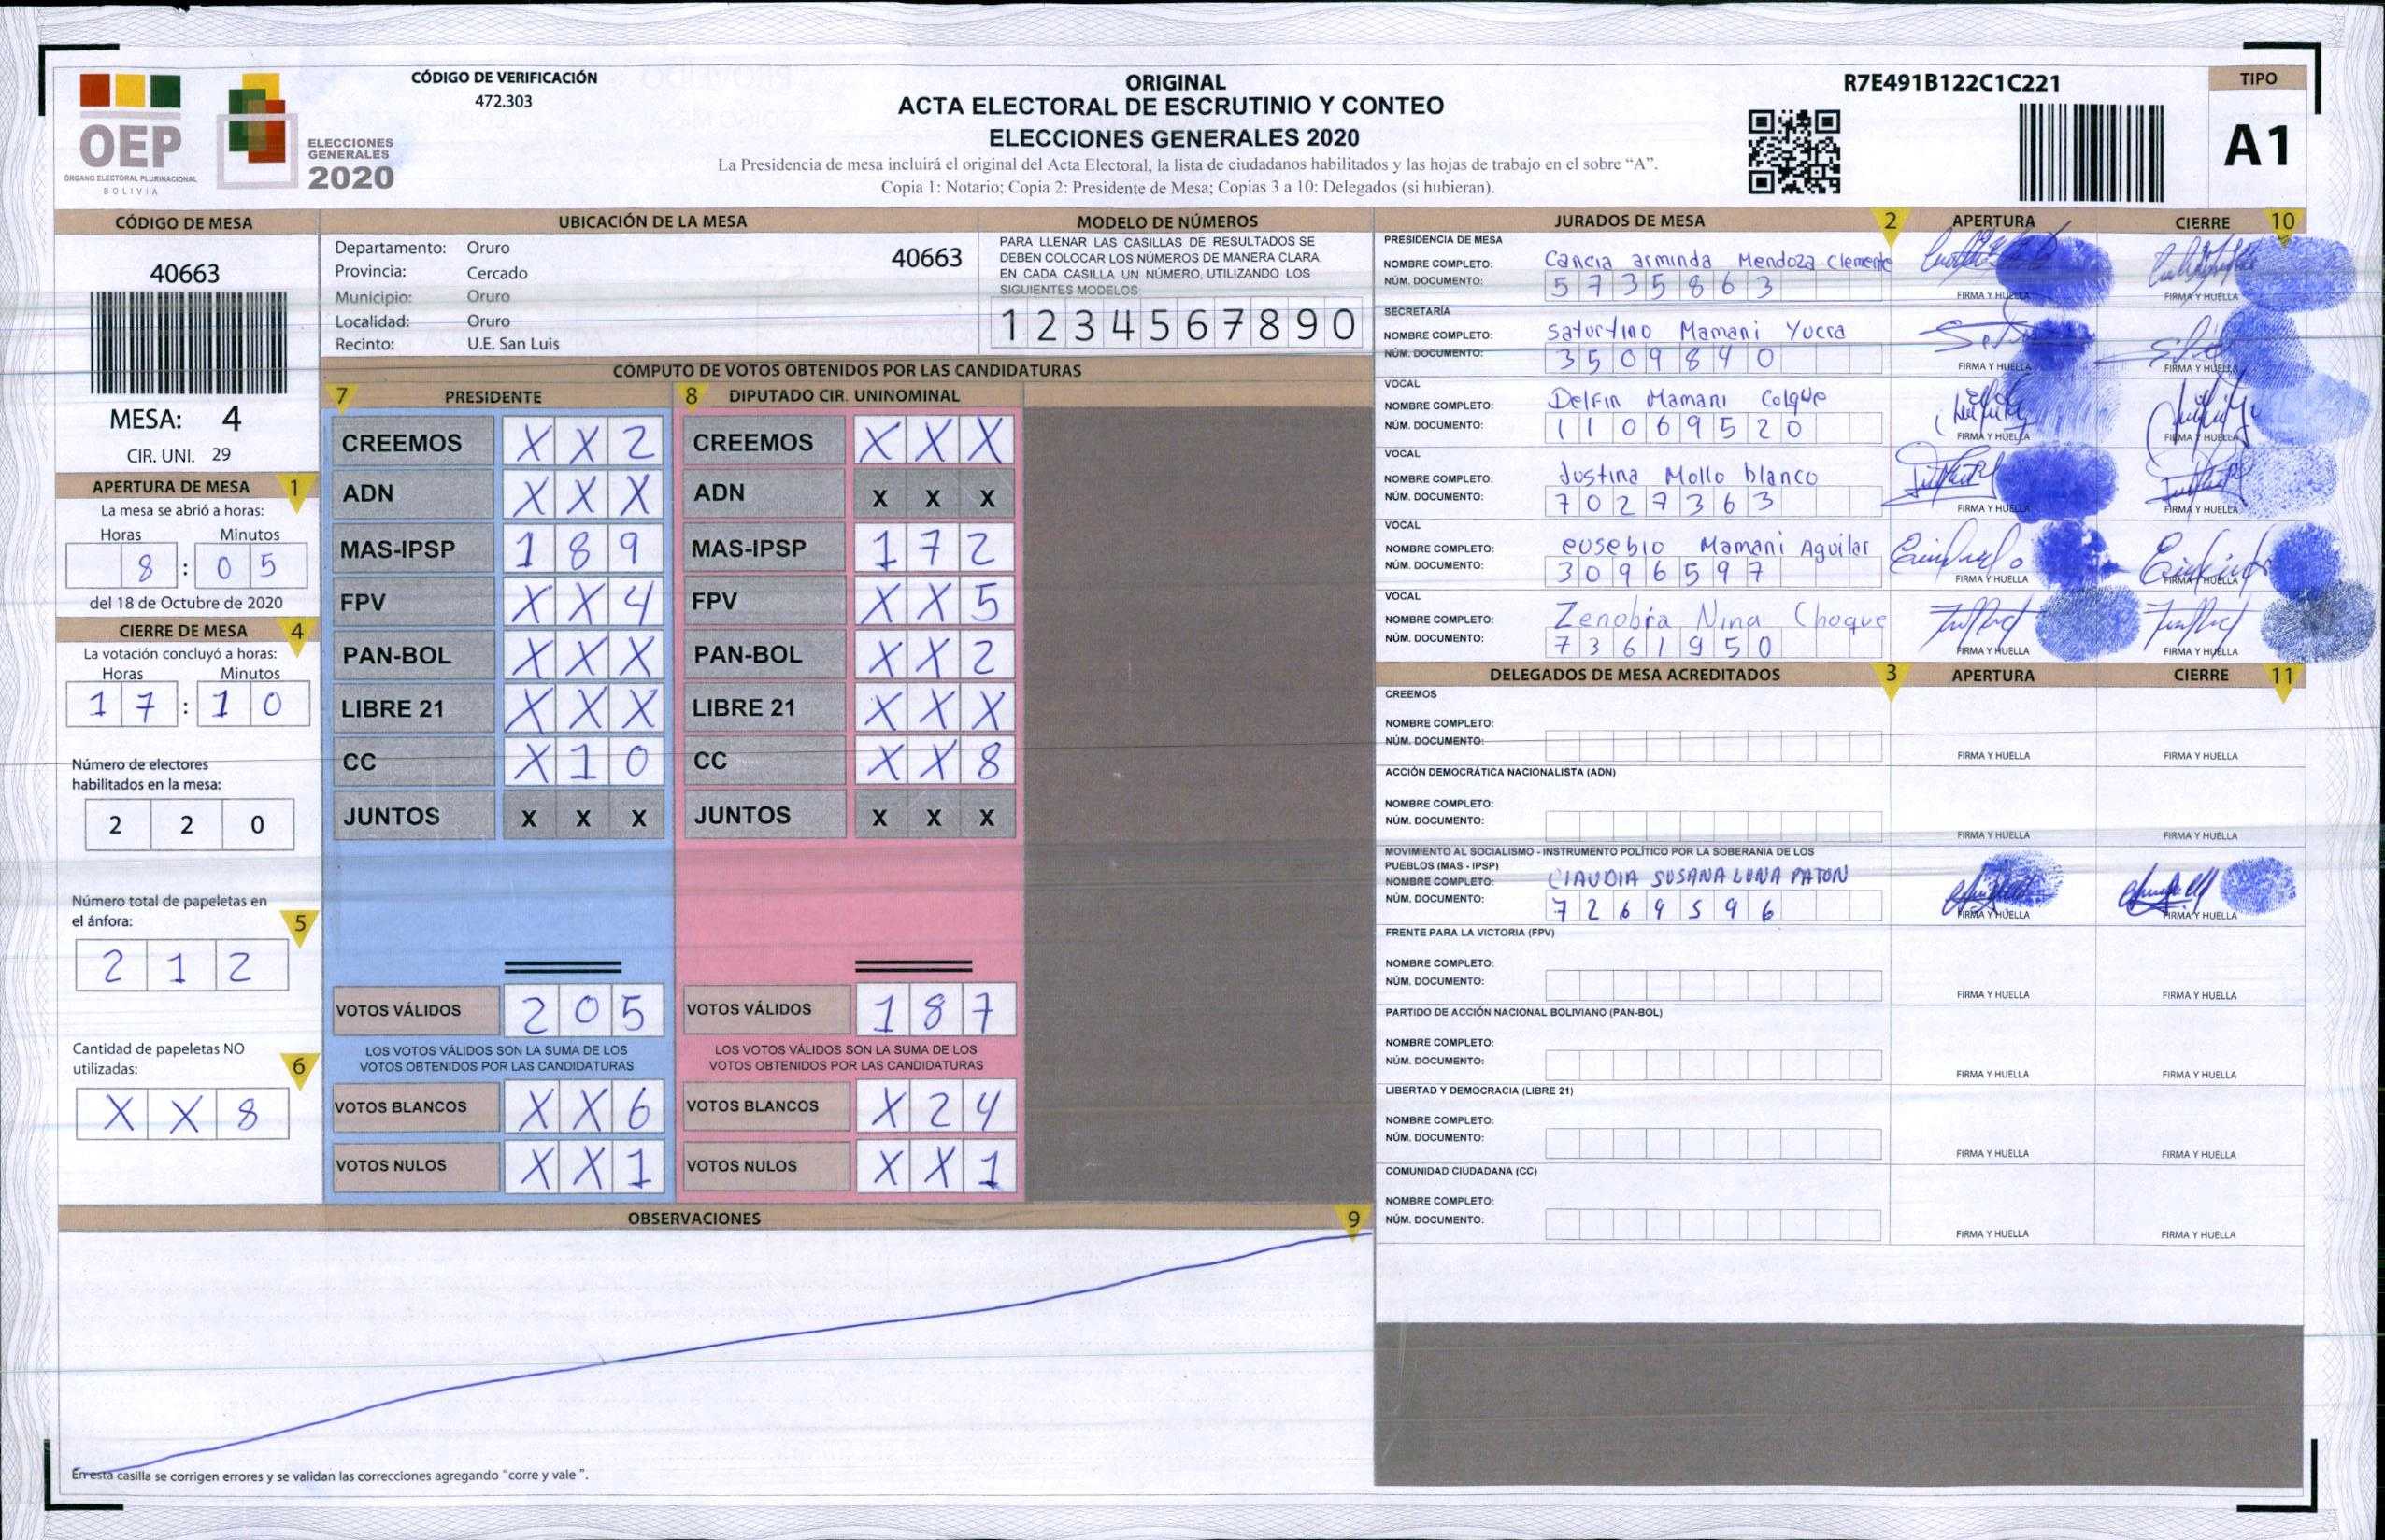 CÓDIGO DE VERIFICACIÓN
472.303
ORIGINAL
ACTA ELECTORAL DE ESCRUTINIO Y CONTEO
ELECCIONES GENERALES 2020
La Presidencia de mesa incluirá el original del Acta Electoral, la lista de ciudadanos habilitados y las hojas de trabajo en el sobre “A”.
Copia 1: Notario; Copia 2: Presidente de Mesa; Copias 3 a 10: Delegados (si hubieran).
R7E491B122C1C221
TIPO
A1
OEP
ÓRGANO ELECTORAL PLURINACIONAL
BOLIVIA
ELECCIONES
GENERALES
2020
CÓDIGO DE MESA
40663
MESA: 4
CIR. UNI. 29
APERTURA DE MESA 1
La mesa se abrió a horas:
Horas Minutos
8 : 0 5
del 18 de Octubre de 2020
CIERRE DE MESA 4
La votación concluyó a horas:
Horas Minutos
1 7 : 1 0
Número de electores
habilitados en la mesa:
2 2 0
Número total de papeletas en
el ánfora: 5
2 1 2
Cantidad de papeletas NO
utilizadas: 6
X X 8
UBICACIÓN DE LA MESA
Departamento: Oruro 40663
Provincia: Cercado
Municipio: Oruro
Localidad: Oruro
Recinto: U.E. San Luis
MODELO DE NÚMEROS
PARA LLENAR LAS CASILLAS DE RESULTADOS SE
DEBEN COLOCAR LOS NÚMEROS DE MANERA CLARA.
EN CADA CASILLA UN NÚMERO, UTILIZANDO LOS
SIGUIENTES MODELOS
1 2 3 4 5 6 7 8 9 0
CÓMPUTO DE VOTOS OBTENIDOS POR LAS CANDIDATURAS
7 PRESIDENTE
CREEMOS X X 2
ADN X X X
MAS-IPSP 1 8 9
FPV X X 4
PAN-BOL X X X
LIBRE 21 X X X
CC X 1 0
JUNTOS X X X
VOTOS VÁLIDOS 2 0 5
LOS VOTOS VÁLIDOS SON LA SUMA DE LOS
VOTOS OBTENIDOS POR LAS CANDIDATURAS
VOTOS BLANCOS X X 6
VOTOS NULOS X X 1
8 DIPUTADO CIR. UNINOMINAL
CREEMOS X X X
ADN X X X
MAS-IPSP 1 7 2
FPV X X 5
PAN-BOL X X 2
LIBRE 21 X X X
CC X X 8
JUNTOS X X X
VOTOS VÁLIDOS 1 8 7
LOS VOTOS VÁLIDOS SON LA SUMA DE LOS
VOTOS OBTENIDOS POR LAS CANDIDATURAS
VOTOS BLANCOS X 2 4
VOTOS NULOS X X 1
OBSERVACIONES 9
En esta casilla se corrigen errores y se validan las correcciones agregando “corre y vale ”.
JURADOS DE MESA 2 APERTURA CIERRE 10
PRESIDENCIA DE MESA
NOMBRE COMPLETO: Cancia arminda Mendoza Clemente
NÚM. DOCUMENTO: 5 7 3 5 8 6 3
FIRMA Y HUELLA FIRMA Y HUELLA
SECRETARÍA
NOMBRE COMPLETO: Saturtino Mamani Yucra
NÚM. DOCUMENTO: 3 5 0 9 8 4 0
FIRMA Y HUELLA FIRMA Y HUELLA
VOCAL
NOMBRE COMPLETO: Delfin Mamani Colque
NÚM. DOCUMENTO: 1 1 0 6 9 5 2 0
FIRMA Y HUELLA FIRMA Y HUELLA
VOCAL
NOMBRE COMPLETO: Justina Mollo blanco
NÚM. DOCUMENTO: 7 0 2 7 3 6 3
FIRMA Y HUELLA FIRMA Y HUELLA
VOCAL
NOMBRE COMPLETO: eusebio Mamani Aguilar
NÚM. DOCUMENTO: 3 0 9 6 5 9 7
FIRMA Y HUELLA FIRMA Y HUELLA
VOCAL
NOMBRE COMPLETO: Zenobia Nina Choque
NÚM. DOCUMENTO: 7 3 6 1 9 5 0
FIRMA Y HUELLA FIRMA Y HUELLA
DELEGADOS DE MESA ACREDITADOS 3 APERTURA CIERRE 11
CREEMOS
NOMBRE COMPLETO:
NÚM. DOCUMENTO:
FIRMA Y HUELLA FIRMA Y HUELLA
ACCIÓN DEMOCRÁTICA NACIONALISTA (ADN)
NOMBRE COMPLETO:
NÚM. DOCUMENTO:
FIRMA Y HUELLA FIRMA Y HUELLA
MOVIMIENTO AL SOCIALISMO - INSTRUMENTO POLÍTICO POR LA SOBERANIA DE LOS
PUEBLOS (MAS - IPSP)
NOMBRE COMPLETO: ClAUDIA SUSANA LUNA PATON
NÚM. DOCUMENTO: 7 2 6 9 5 9 6
FIRMA Y HUELLA FIRMA Y HUELLA
FRENTE PARA LA VICTORIA (FPV)
NOMBRE COMPLETO:
NÚM. DOCUMENTO:
FIRMA Y HUELLA FIRMA Y HUELLA
PARTIDO DE ACCIÓN NACIONAL BOLIVIANO (PAN-BOL)
NOMBRE COMPLETO:
NÚM. DOCUMENTO:
FIRMA Y HUELLA FIRMA Y HUELLA
LIBERTAD Y DEMOCRACIA (LIBRE 21)
NOMBRE COMPLETO:
NÚM. DOCUMENTO:
FIRMA Y HUELLA FIRMA Y HUELLA
COMUNIDAD CIUDADANA (CC)
NOMBRE COMPLETO:
NÚM. DOCUMENTO:
FIRMA Y HUELLA FIRMA Y HUELLA